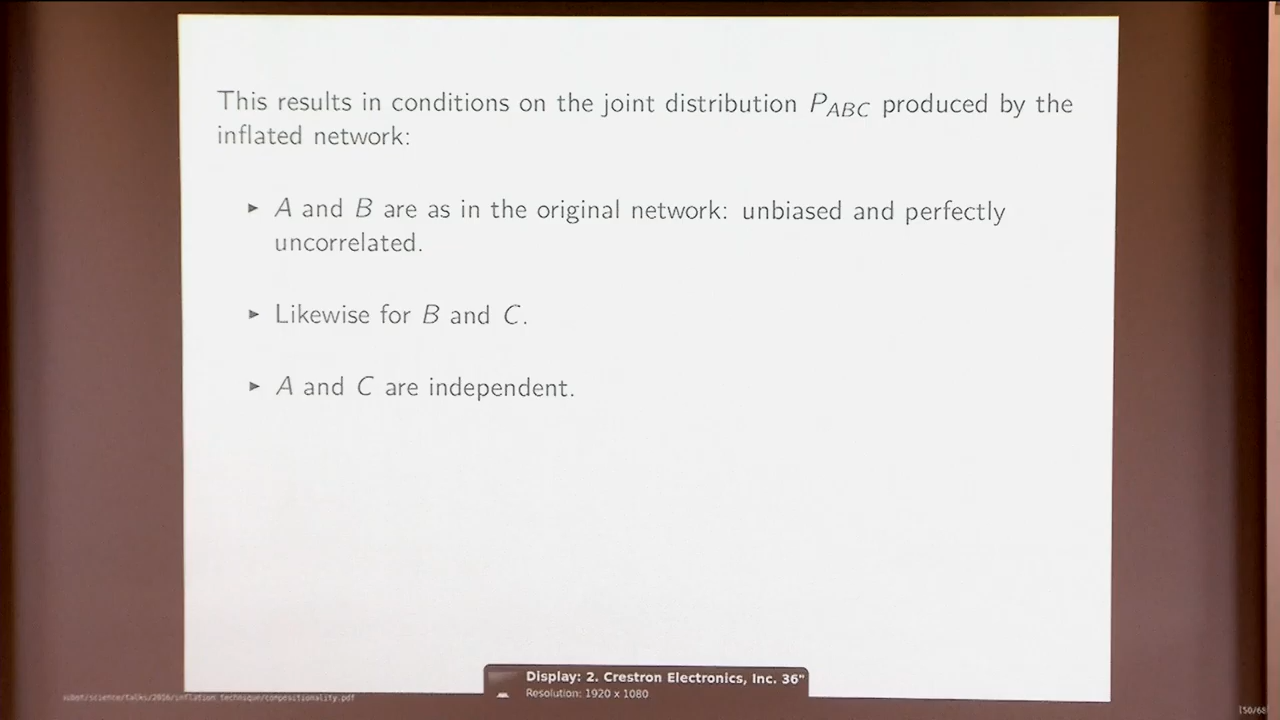 This results in conditions on the joint distribution P_ABC produced by the
inflated network:
▶ A and B are as in the original network: unbiased and perfectly
uncorrelated.
▶ Likewise for B and C.
▶ A and C are independent.
Display: 2. Crestron Electronics, Inc. 36"
Resolution: 1920 x 1080
[50/68